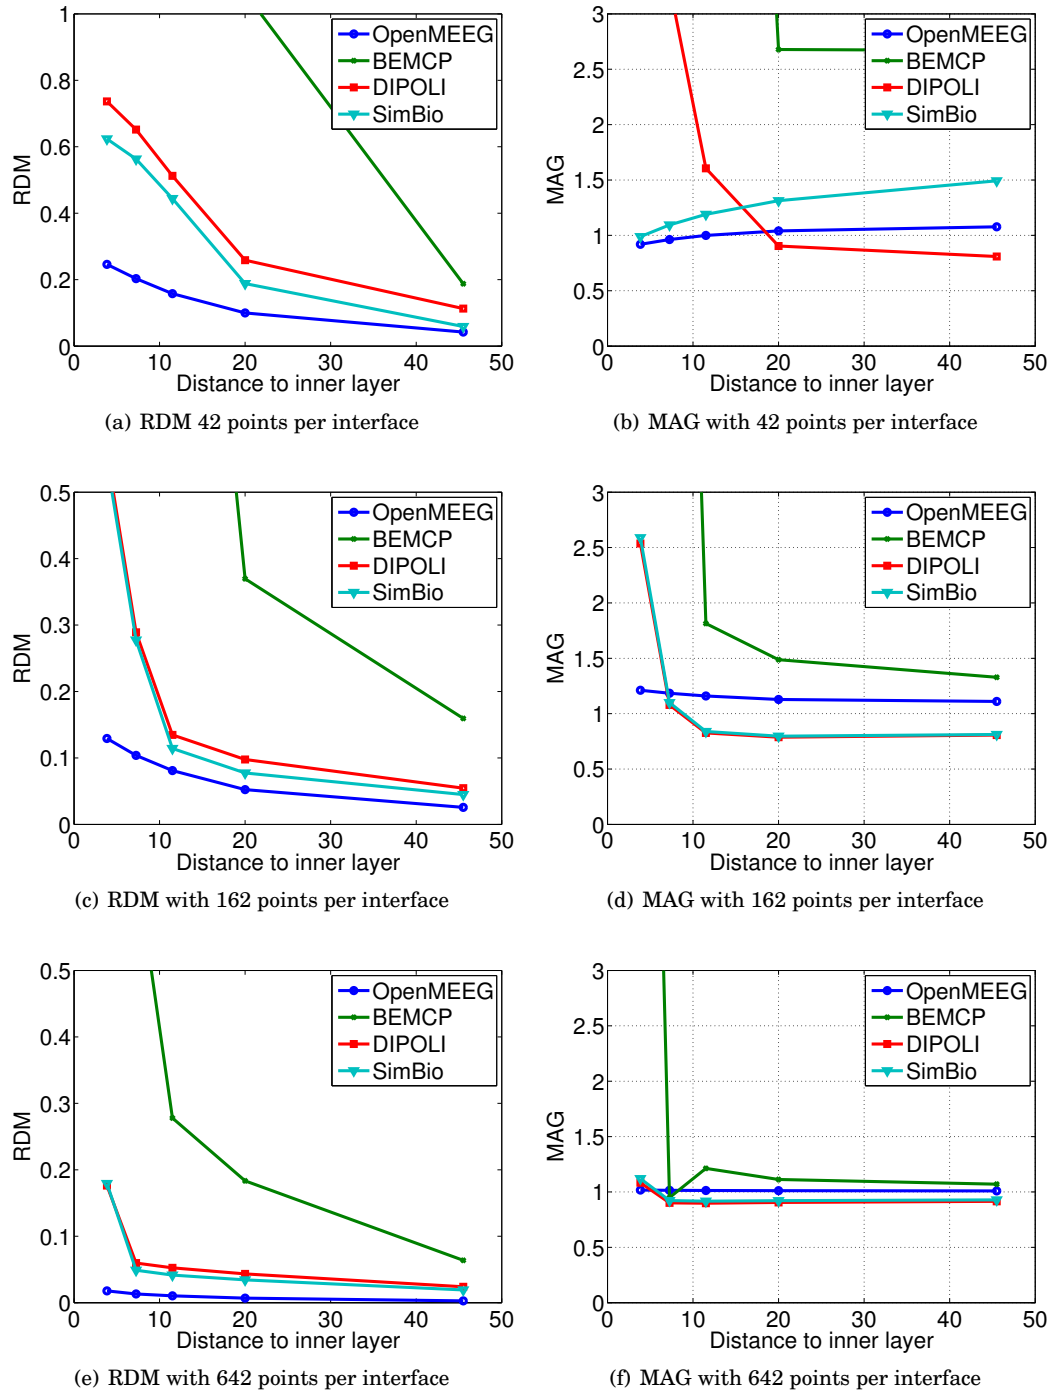 1
0.8
0.6
0.4
0.2
0
RDM
0 10 20 30 40 50
Distance to inner layer
OpenMEEG
BEMCP
DIPOLI
SimBio
(a) RDM 42 points per interface
3
2.5
2
1.5
1
0.5
0
MAG
0 10 20 30 40 50
Distance to inner layer
OpenMEEG
BEMCP
DIPOLI
SimBio
(b) MAG with 42 points per interface
0.5
0.4
0.3
0.2
0.1
0
RDM
0 10 20 30 40 50
Distance to inner layer
OpenMEEG
BEMCP
DIPOLI
SimBio
(c) RDM with 162 points per interface
3
2.5
2
1.5
1
0.5
0
MAG
0 10 20 30 40 50
Distance to inner layer
OpenMEEG
BEMCP
DIPOLI
SimBio
(d) MAG with 162 points per interface
0.5
0.4
0.3
0.2
0.1
0
RDM
0 10 20 30 40 50
Distance to inner layer
OpenMEEG
BEMCP
DIPOLI
SimBio
(e) RDM with 642 points per interface
3
2.5
2
1.5
1
0.5
0
MAG
0 10 20 30 40 50
Distance to inner layer
OpenMEEG
BEMCP
DIPOLI
SimBio
(f) MAG with 642 points per interface